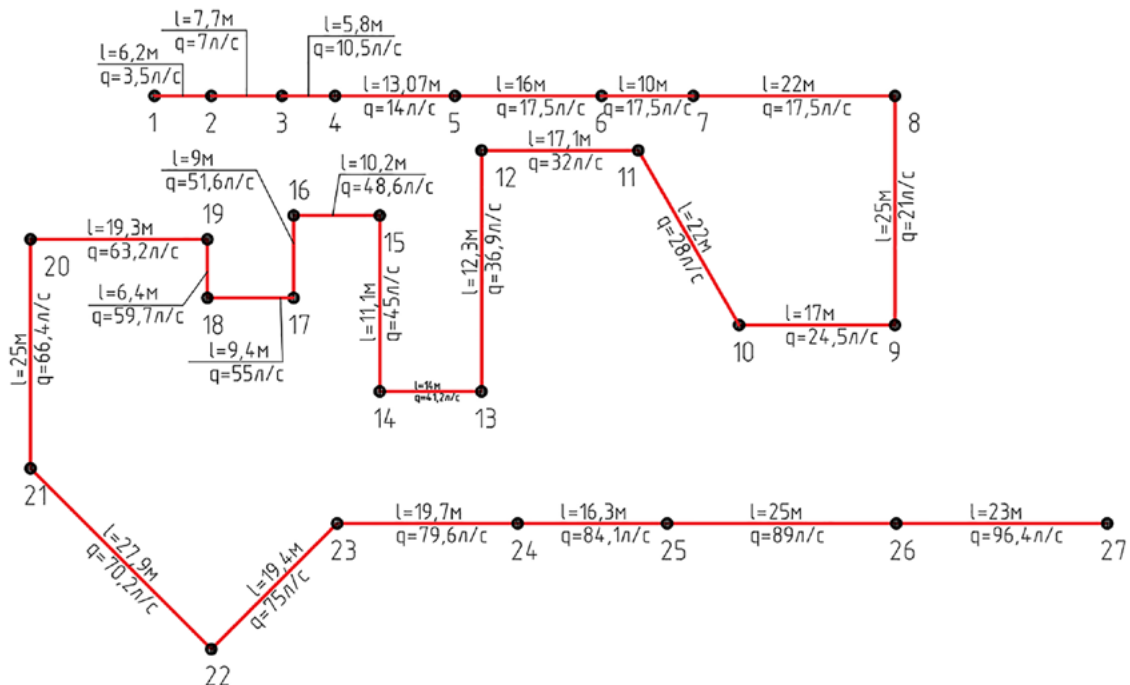 l=7,7м
q=7л/с
l=5,8м
q=10,5л/с
l=6,2м
q=3,5л/с
l=13,07м
q=14л/с
l=16м
q=17,5л/с
l=10м
q=17,5л/с
l=22м
q=17,5л/с
1
2
3
4
5
6
7
8
l=25м
q=21л/с
9
l=17м
q=24,5л/с
10
l=22м
q=28л/с
11
l=17,1м
q=32л/с
12
l=12,3м
q=36,9л/с
13
l=14м
q=41,2л/с
14
l=11,1м
q=45л/с
15
l=10,2м
q=48,6л/с
16
l=9м
q=51,6л/с
17
l=9,4м
q=55л/с
18
l=6,4м
q=59,7л/с
19
l=19,3м
q=63,2л/с
20
l=25м
q=66,4л/с
21
l=27,9м
q=70,2л/с
22
l=19,4м
q=75л/с
23
l=19,7м
q=79,6л/с
24
l=16,3м
q=84,1л/с
25
l=25м
q=89л/с
26
l=23м
q=96,4л/с
27